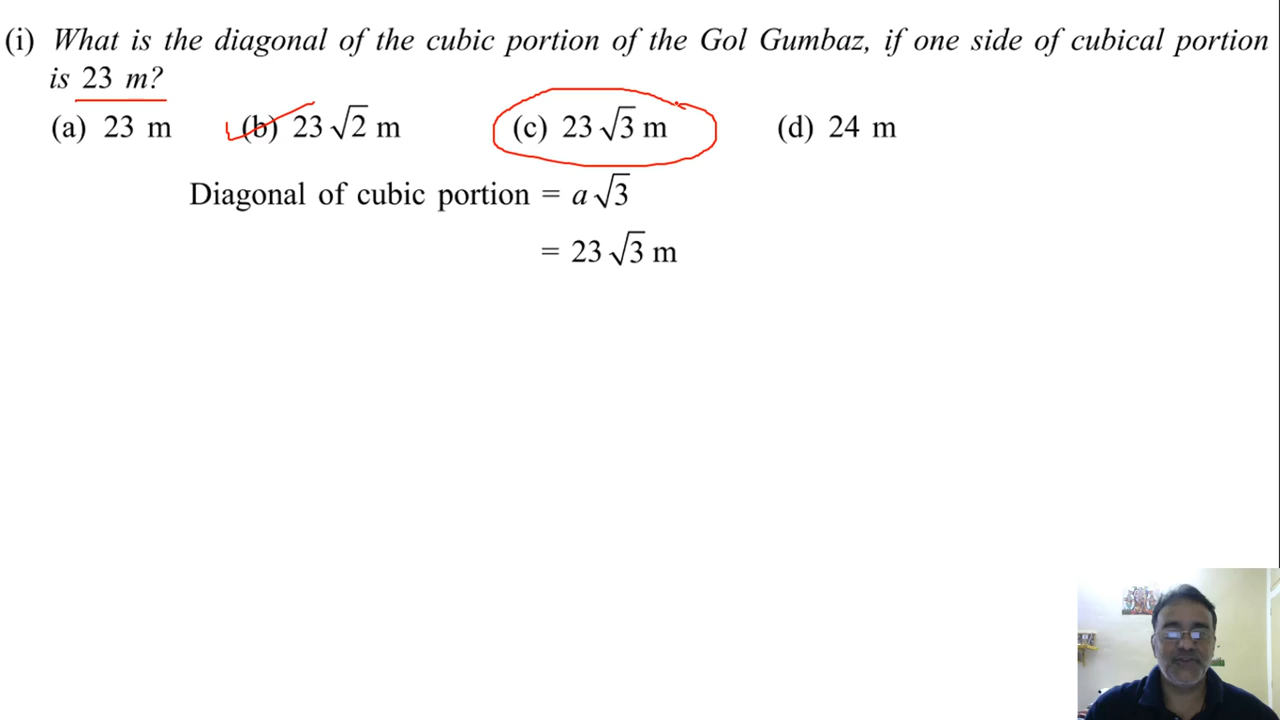 (i) What is the diagonal of the cubic portion of the Gol Gumbaz, if one side of cubical portion
is 23 m?
(a) 23 m (b) 23 √2 m (c) 23 √3 m (d) 24 m
Diagonal of cubic portion = a √3
= 23 √3 m